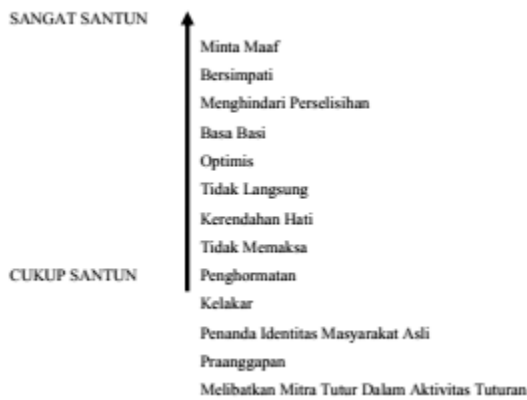 SANGAT SANTUN
Minta Maaf
Bersimpati
Menghindari Perselisihan
Basa Basi
Optimis
Tidak Langsung
Kerendahan Hati
Tidak Memaksa
CUKUP SANTUN Penghormatan
Kelakar
Penanda Identitas Masyarakat Asli
Praanggapan
Melibatkan Mitra Tutur Dalam Aktivitas Tuturan